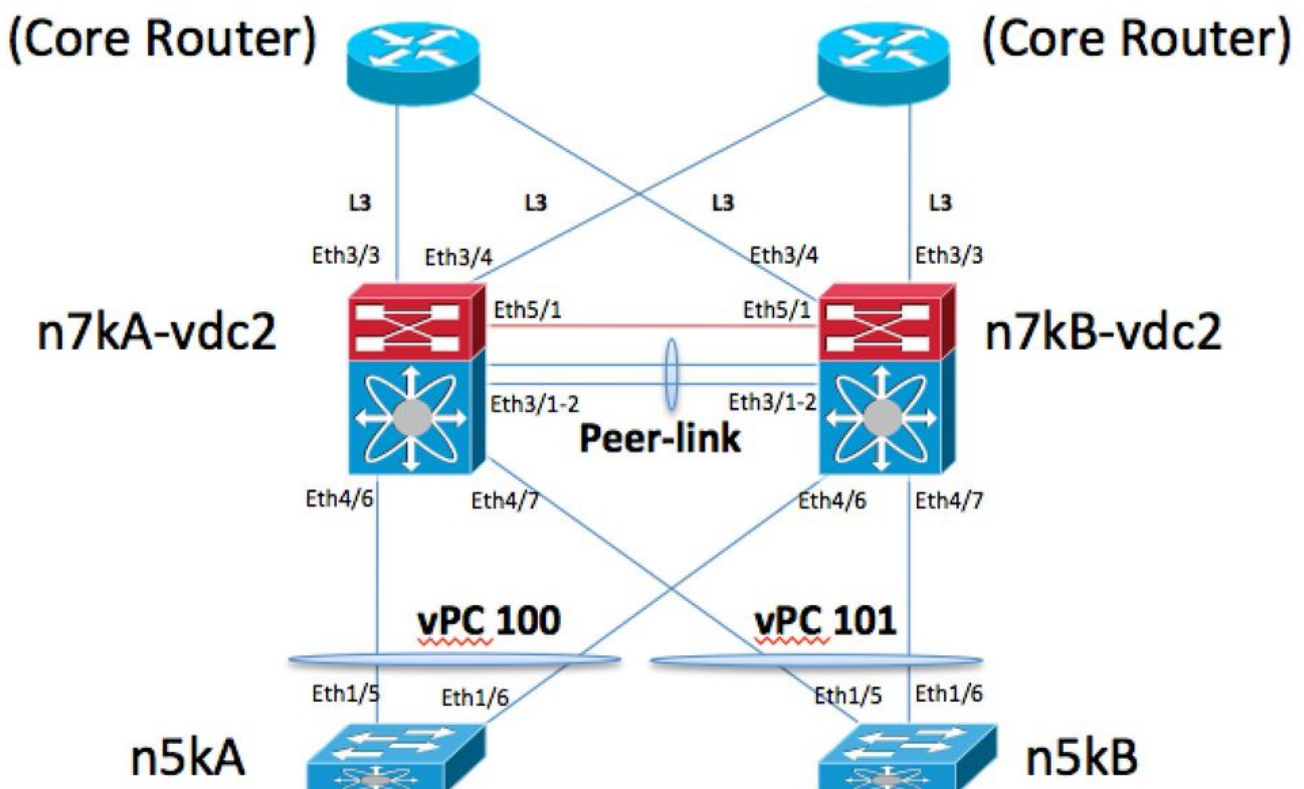 (Core Router)
(Core Router)
L3
L3
L3
L3
Eth3/3
Eth3/4
Eth3/4
Eth3/3
n7kA-vdc2
Eth5/1
Eth5/1
n7kB-vdc2
Eth3/1-2
Eth3/1-2
Peer-link
Eth4/6
Eth4/7
Eth4/6
Eth4/7
vPC 100
vPC 101
Eth1/5
Eth1/6
Eth1/5
Eth1/6
n5kA
n5kB